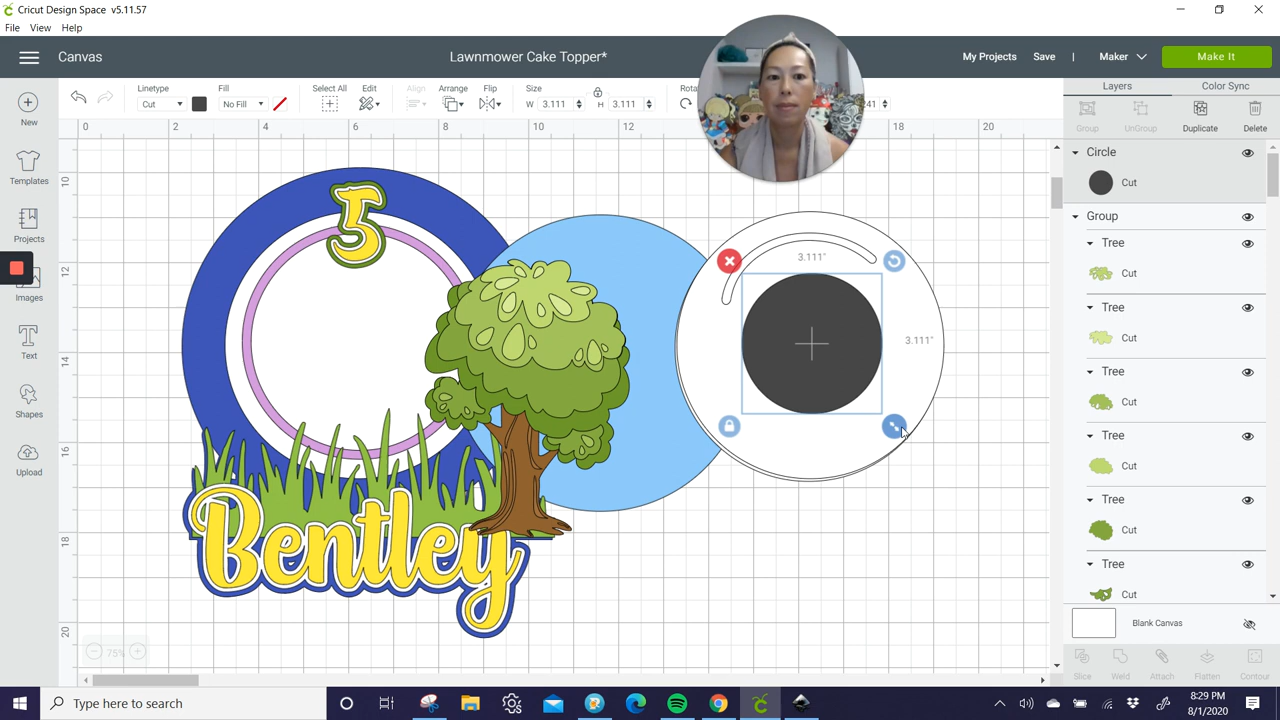 Cricut Design Space v5.11.57
File View Help
Canvas
Lawnmower Cake Topper*
My Projects Save | Maker Make It
Linetype Fill Select All Edit Align Arrange Flip Size Rota
Cut No Fill W 3.111 H 3.111 241
Layers Color Sync
Group UnGroup Duplicate Delete
0 2 4 6 8 10 12 18 20
10
12
14
16
18
20
New
Templates
Projects
Images
Text
Shapes
Upload
5
Bentley
3.111"
3.111"
75%
Circle
Cut
Group
Tree
Cut
Tree
Cut
Tree
Cut
Tree
Cut
Tree
Cut
Tree
Cut
Blank Canvas
Slice Weld Attach Flatten Contour
Type here to search
8:29 PM
8/1/2020